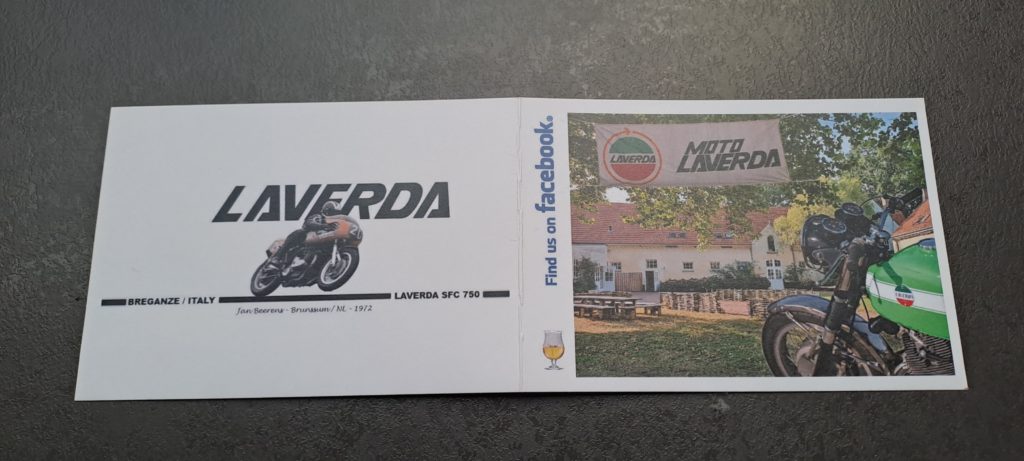 LAVERDA
BREGANZE / ITALY
LAVERDA SFC 750
Jan Beerens - Brunssum / NL - 1972
Find us on facebook.
LAVERDA
MOTO
LAVERDA